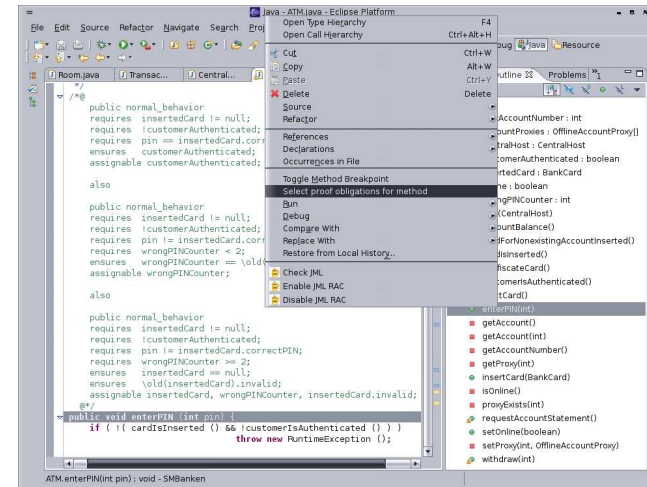 Java - ATM.java - Eclipse Platform
File Edit Source Refactor Navigate Search Proj
Open Type Hierarchy F4
Open Call Hierarchy Ctrl+Alt+H
Cut Ctrl+W
Copy Alt+W
Paste Ctrl+Y
Delete Delete
Source
Refactor
References
Declarations
Occurrences in File
Toggle Method Breakpoint
Select proof obligations for method
Run
Debug
Compare With
Replace With
Restore from Local History...
Check JML
Enable JML RAC
Disable JML RAC
Java Resource
Room.java Transac... Central...
*/
/*@
public normal_behavior
requires insertedCard != null;
requires !customerAuthenticated;
requires pin == insertedCard.corr
ensures customerAuthenticated;
assignable customerAuthenticated;
also
public normal_behavior
requires insertedCard != null;
requires !customerAuthenticated;
requires pin != insertedCard.corr
requires wrongPINCounter < 2;
ensures wrongPINCounter == \old(
assignable wrongPINCounter;
also
public normal_behavior
requires insertedCard != null;
requires !customerAuthenticated;
requires pin != insertedCard.correctPIN;
requires wrongPINCounter >= 2;
ensures insertedCard == null;
ensures \old(insertedCard).invalid;
assignable insertedCard, wrongPINCounter, insertedCard.invalid;
@*/
public void enterPIN (int pin) {
if ( !( cardIsInserted () && !customerIsAuthenticated () ) )
throw new RuntimeException ();
utline Problems »1
AccountNumber : int
ountProxies : OfflineAccountProxy[]
tralHost : CentralHost
tomerAuthenticated : boolean
ertedCard : BankCard
ne : boolean
ngPINCounter : int
(CentralHost)
ountBalance()
dForNonexistingAccountInserted()
dIsInserted()
fiscateCard()
tomerIsAuthenticated()
ctCard()
enterPIN(int)
getAccount()
getAccount(int)
getAccountNumber()
getProxy(int)
insertCard(BankCard)
isOnline()
proxyExists(int)
requestAccountStatement()
setOnline(boolean)
setProxy(int, OfflineAccountProxy)
withdraw(int)
ATM.enterPIN(int pin) : void - SMBanken